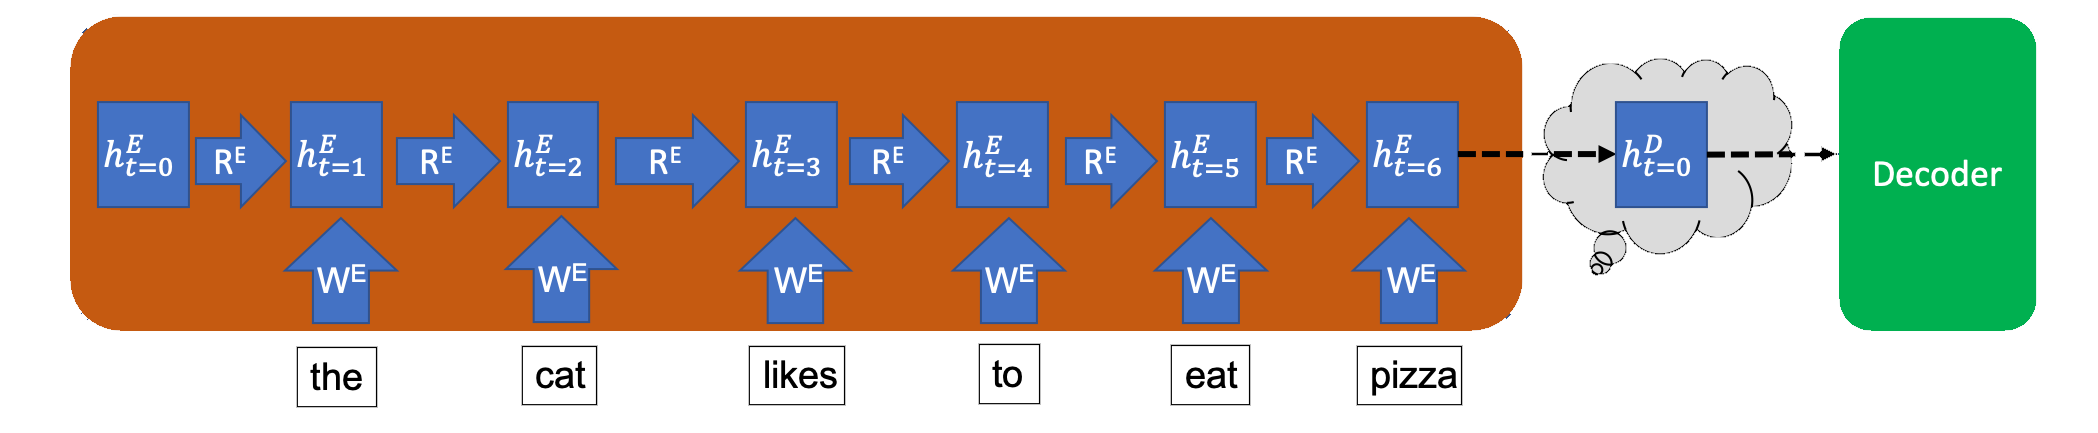 h^E_{t=0} R^E h^E_{t=1} R^E h^E_{t=2} R^E h^E_{t=3} R^E h^E_{t=4} R^E h^E_{t=5} R^E h^E_{t=6} h^D_{t=0} Decoder
W^E W^E W^E W^E W^E W^E
the cat likes to eat pizza